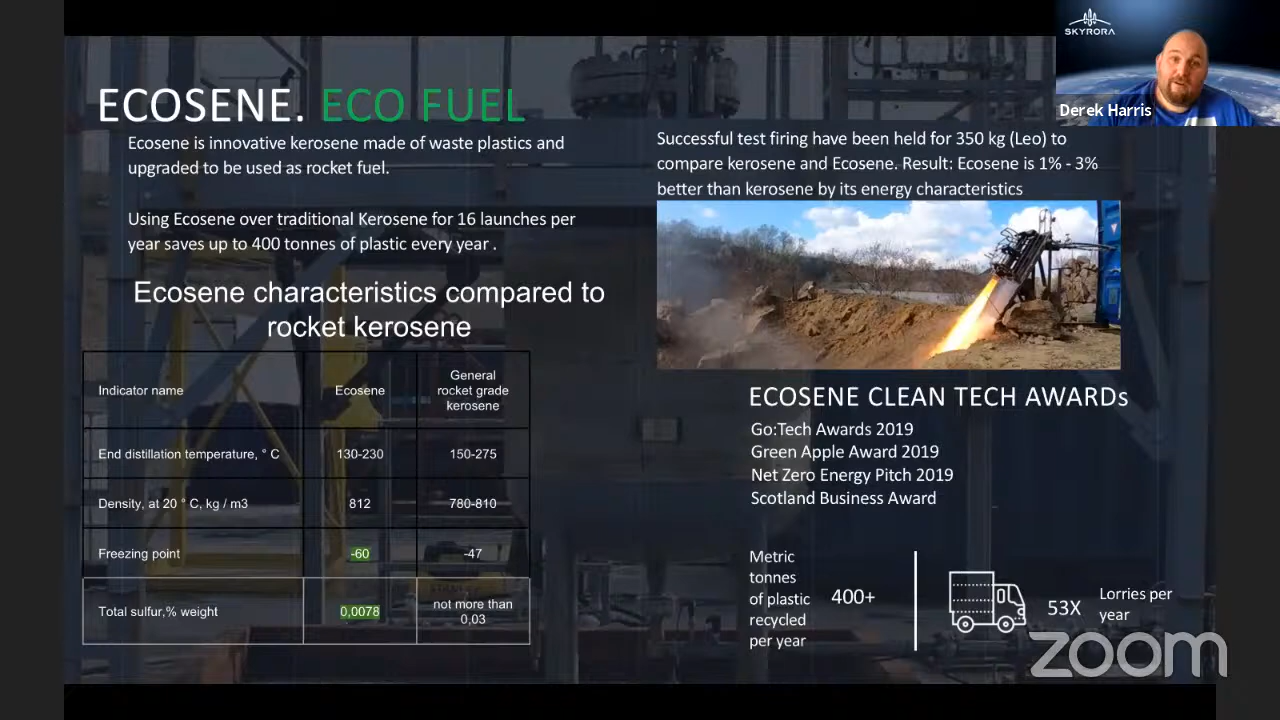 SKYRORA
Derek Harris
ECOSENE. ECO FUEL
Ecosene is innovative kerosene made of waste plastics and
upgraded to be used as rocket fuel.
Using Ecosene over traditional Kerosene for 16 launches per
year saves up to 400 tonnes of plastic every year .
Ecosene characteristics compared to
rocket kerosene
Indicator name
Ecosene
General
rocket grade
kerosene
End distillation temperature, ° C
130-230
150-275
Density, at 20 ° C, kg / m3
812
780-810
Freezing point
-60
-47
Total sulfur,% weight
0,0078
not more than
0,03
Successful test firing have been held for 350 kg (Leo) to
compare kerosene and Ecosene. Result: Ecosene is 1% - 3%
better than kerosene by its energy characteristics
ECOSENE CLEAN TECH AWARDs
Go:Tech Awards 2019
Green Apple Award 2019
Net Zero Energy Pitch 2019
Scotland Business Award
Metric
tonnes
of plastic
recycled
per year
400+
53X
Lorries per
year
zoom